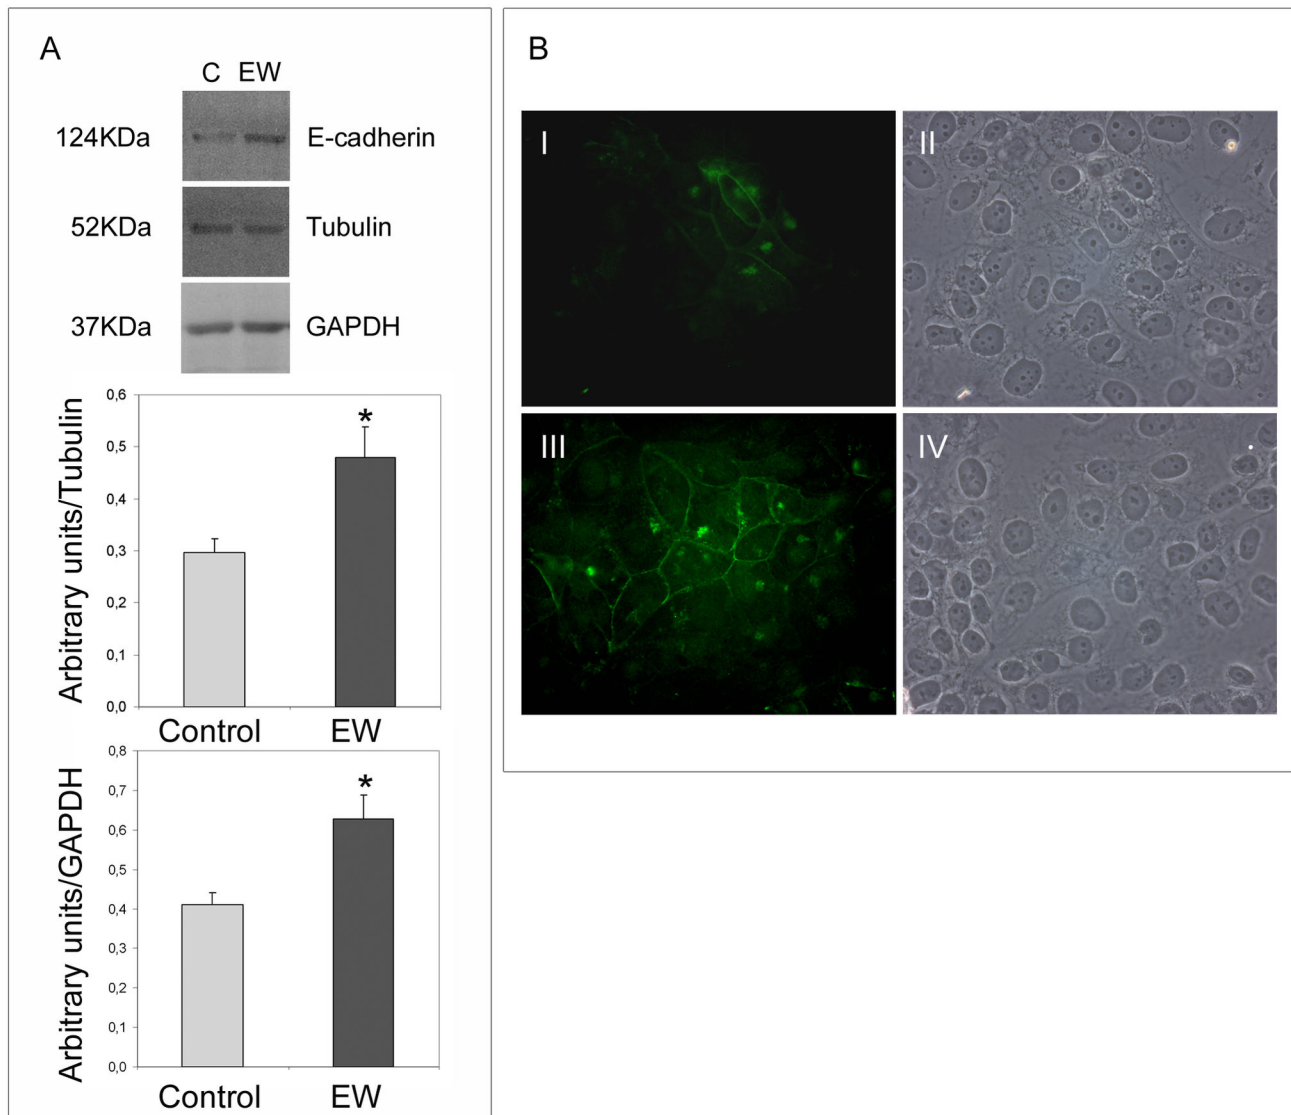 A
C EW
124KDa E-cadherin
52KDa Tubulin
37KDa GAPDH
Arbitrary units/Tubulin
0,6
0,5
0,4
0,3
0,2
0,1
0,0
*
Control EW
Arbitrary units/GAPDH
0,8
0,7
0,6
0,5
0,4
0,3
0,2
0,1
0,0
*
Control EW
B
I
II
III
IV